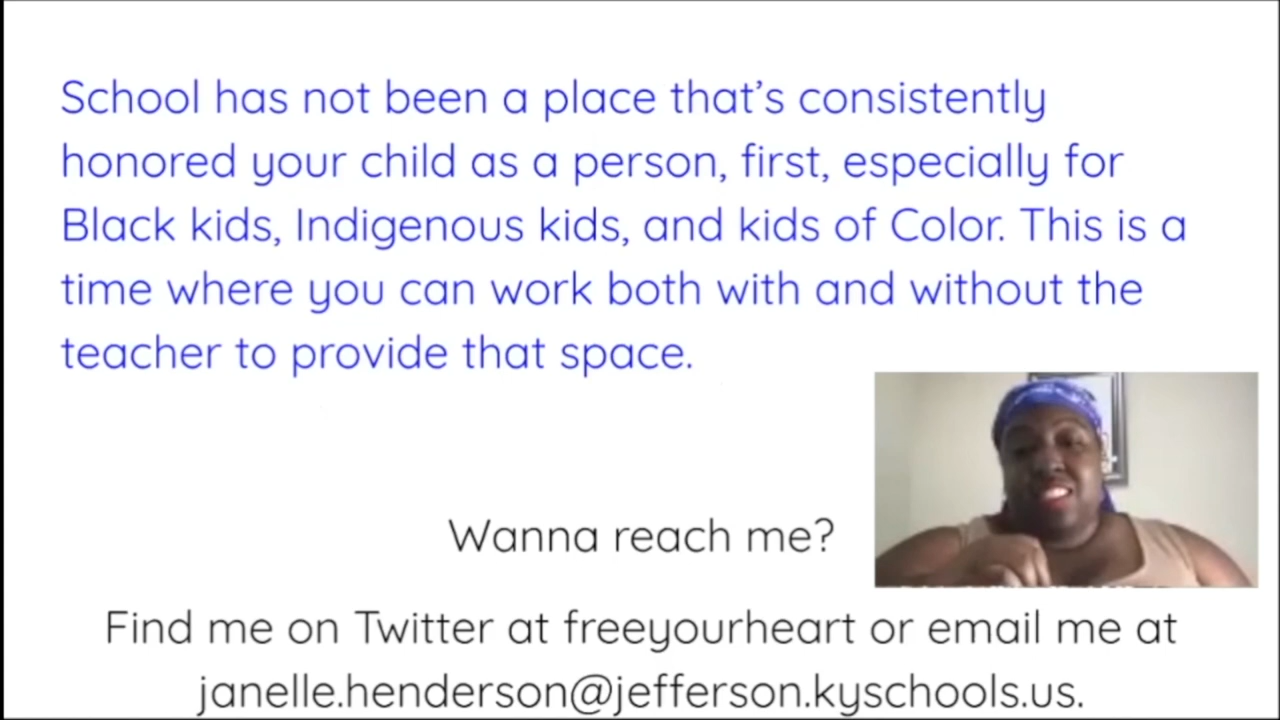 School has not been a place that's consistently
honored your child as a person, first, especially for
Black kids, Indigenous kids, and kids of Color. This is a
time where you can work both with and without the
teacher to provide that space.
Wanna reach me?
Find me on Twitter at freeyourheart or email me at
janelle.henderson@jefferson.kyschools.us.